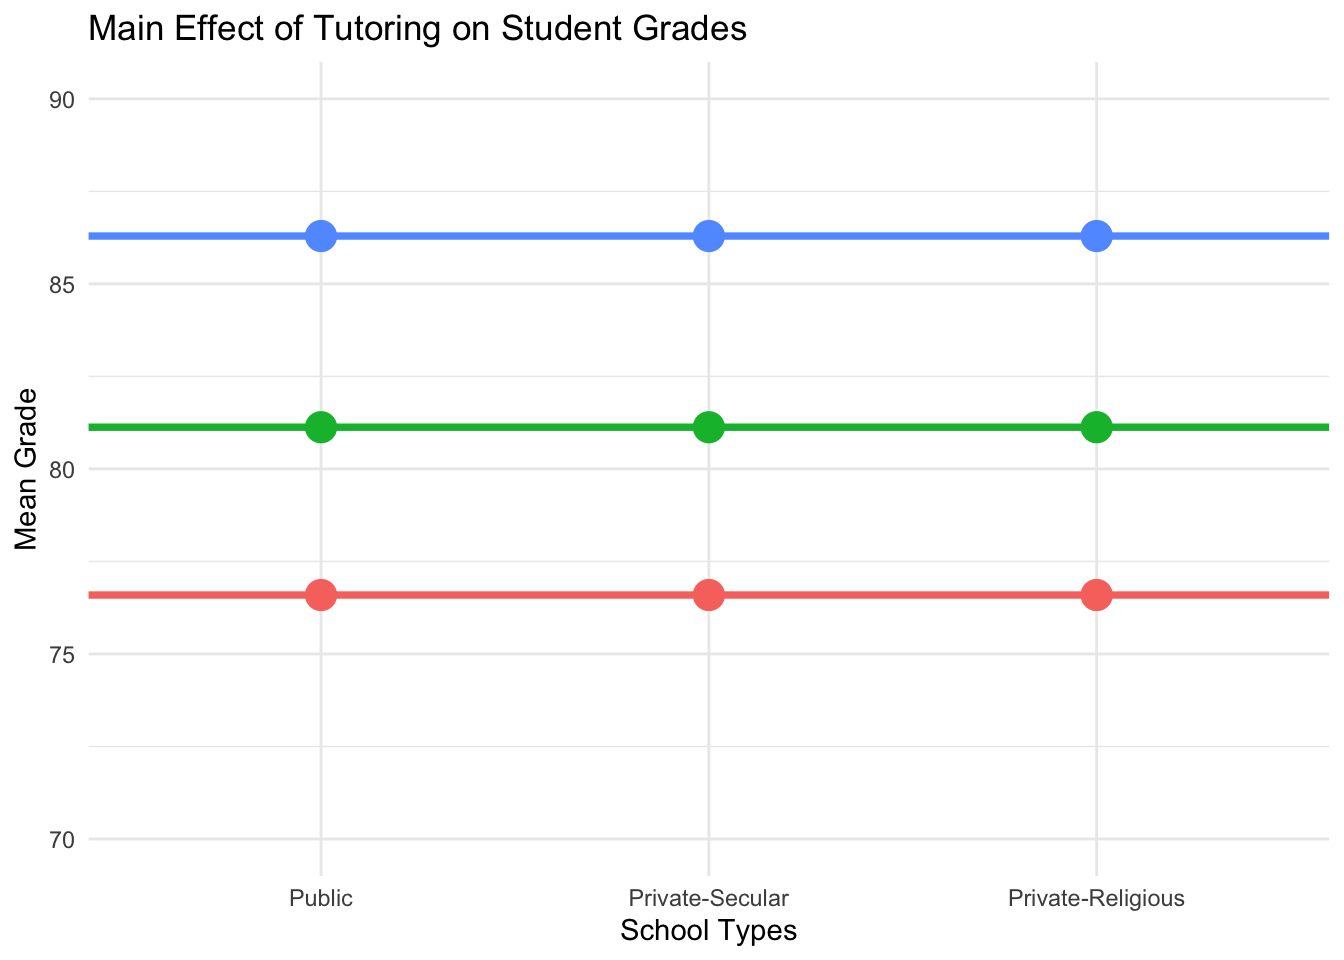 Main Effect of Tutoring on Student Grades
90
85
80
75
70
Mean Grade
Public Private-Secular Private-Religious
School Types